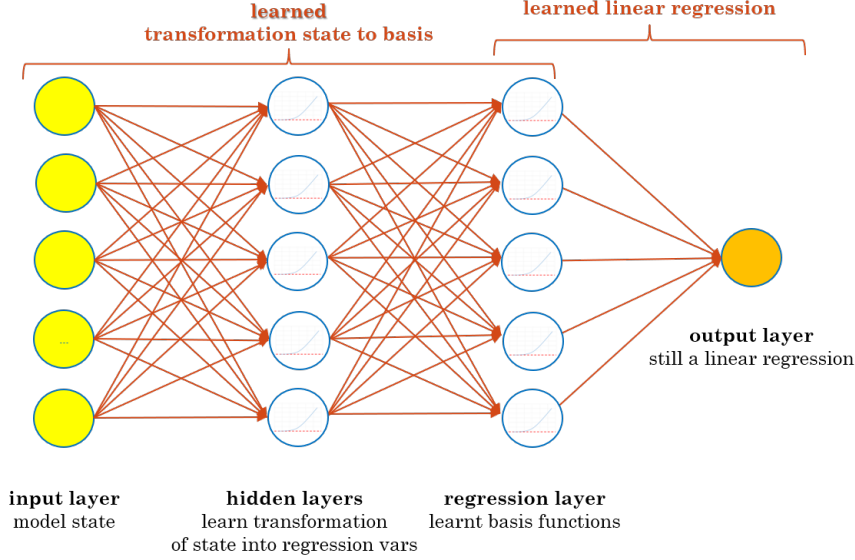 learned
transformation state to basis
learned linear regression
...
output layer
still a linear regression
input layer
model state
hidden layers
learn transformation
of state into regression vars
regression layer
learnt basis functions